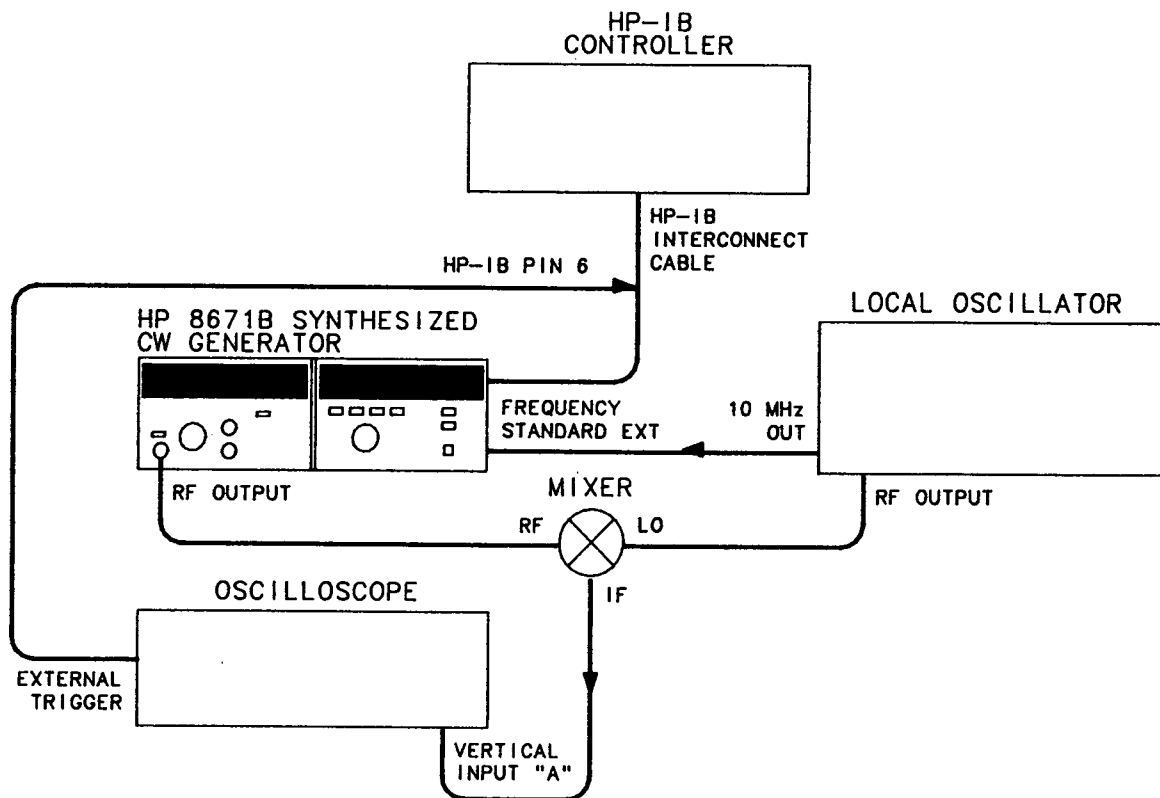 HP-IB
CONTROLLER
HP-IB
INTERCONNECT
CABLE
HP-IB PIN 6
HP 8671B SYNTHESIZED
CW GENERATOR
LOCAL OSCILLATOR
FREQUENCY
STANDARD EXT
10 MHz
OUT
RF OUTPUT
MIXER
RF OUTPUT
RF
LO
IF
OSCILLOSCOPE
EXTERNAL
TRIGGER
VERTICAL
INPUT "A"